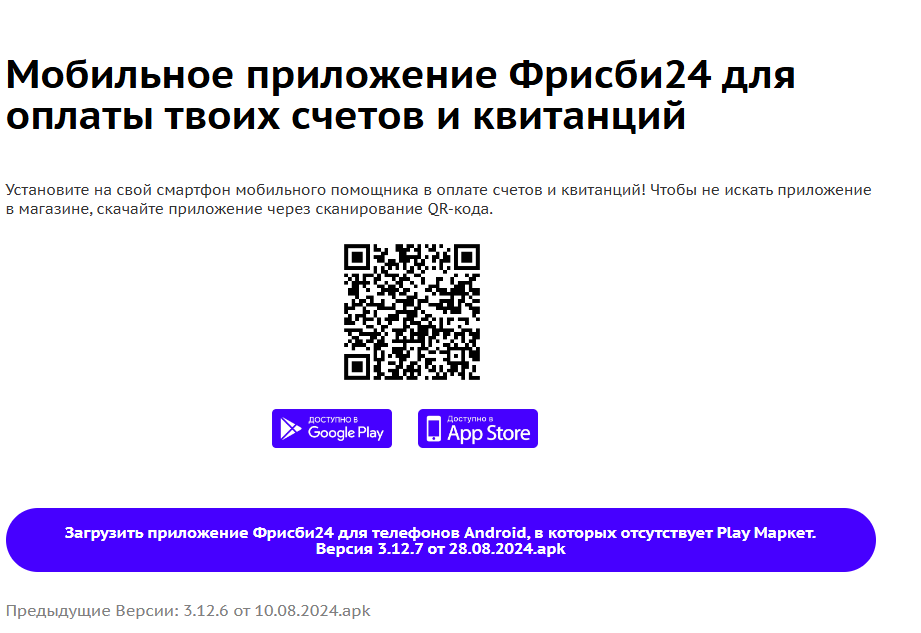 Мобильное приложение Фрисби24 для
оплаты твоих счетов и квитанций
Установите на свой смартфон мобильного помощника в оплате счетов и квитанций! Чтобы не искать приложение
в магазине, скачайте приложение через сканирование QR-кода.
ДОСТУПНО В
Google Play
Доступно в
App Store
Загрузить приложение Фрисби24 для телефонов Android, в которых отсутствует Play Маркет.
Версия 3.12.7 от 28.08.2024.apk
Предыдущие Версии: 3.12.6 от 10.08.2024.apk